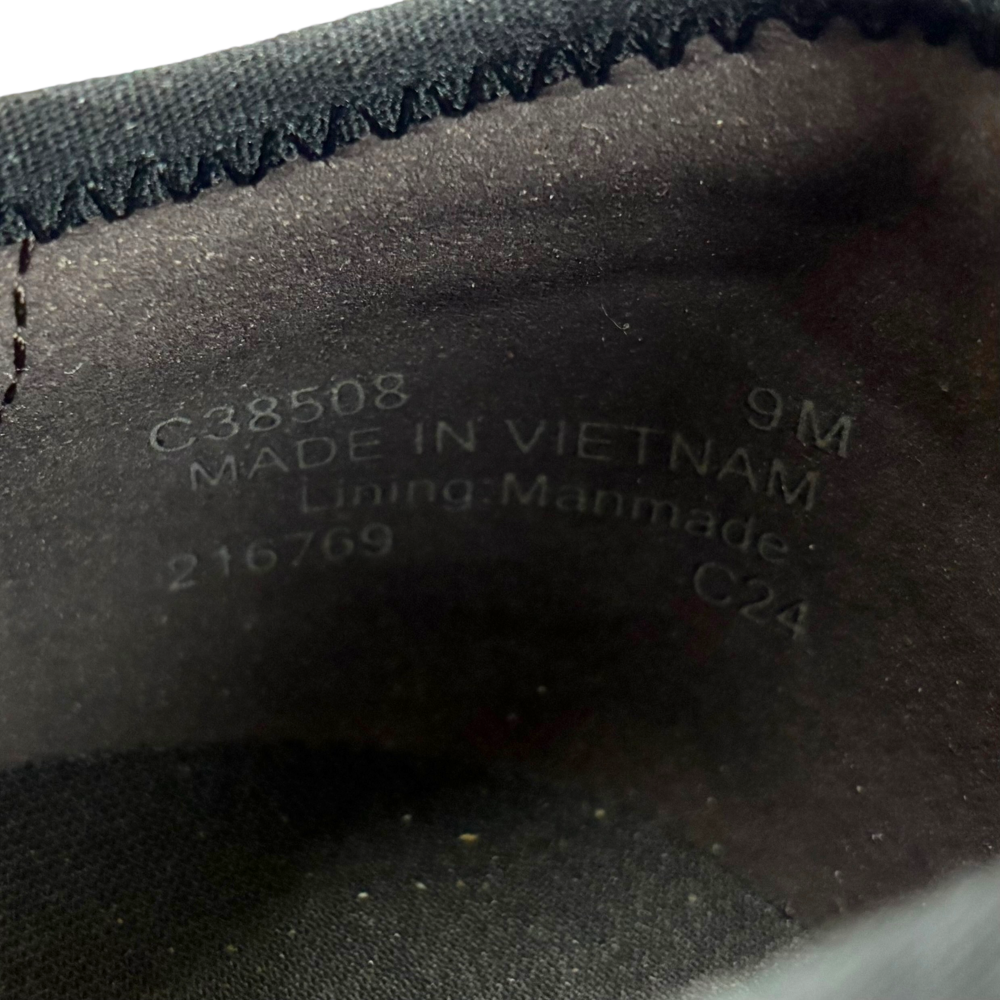 C38508 9M
MADE IN VIETNAM
Lining:Manmade
216769 C24